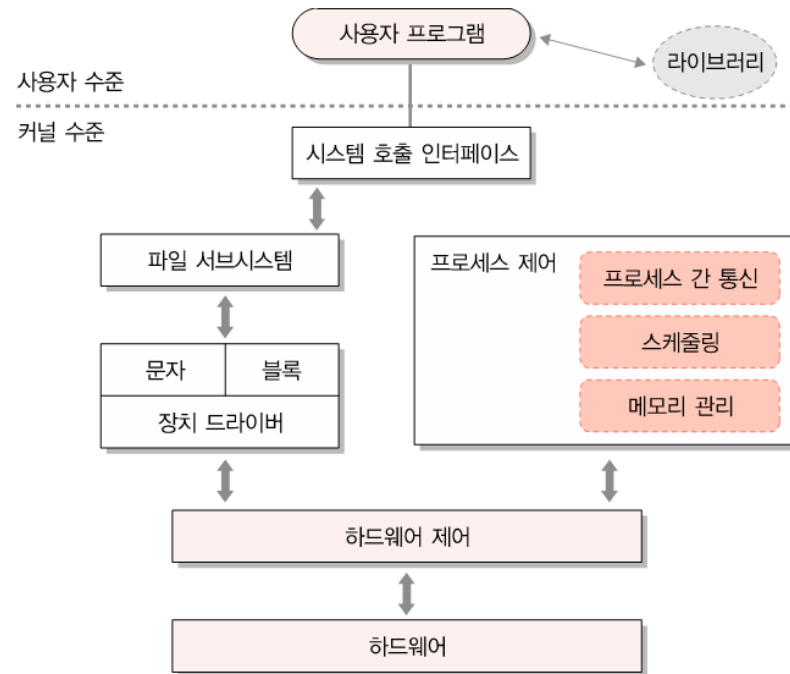 사용자 프로그램
라이브러리
사용자 수준
커널 수준
시스템 호출 인터페이스
파일 서브시스템
프로세스 제어
프로세스 간 통신
스케줄링
메모리 관리
문자
블록
장치 드라이버
하드웨어 제어
하드웨어